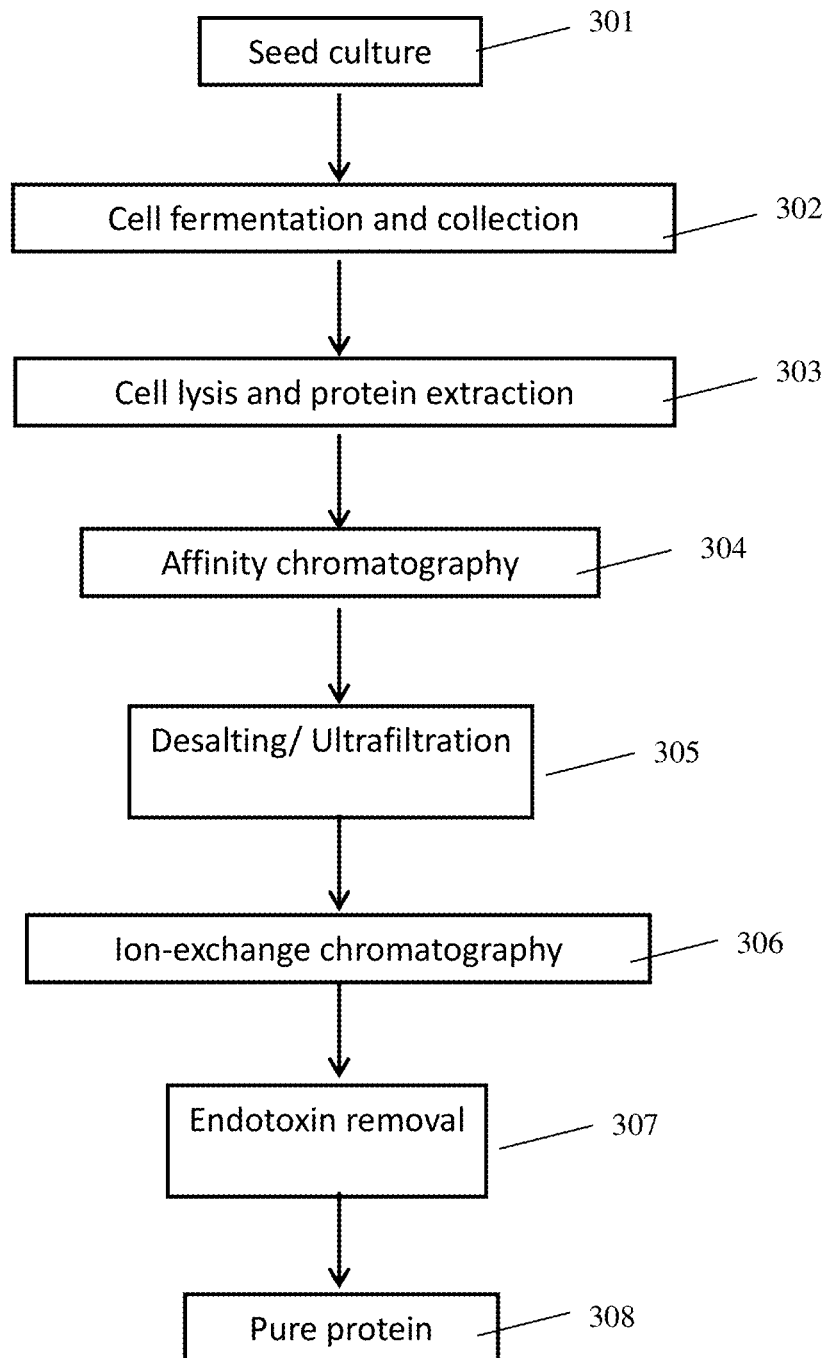 Seed culture
301
Cell fermentation and collection
302
Cell lysis and protein extraction
303
Affinity chromatography
304
Desalting/ Ultrafiltration
305
Ion-exchange chromatography
306
Endotoxin removal
307
Pure protein
308